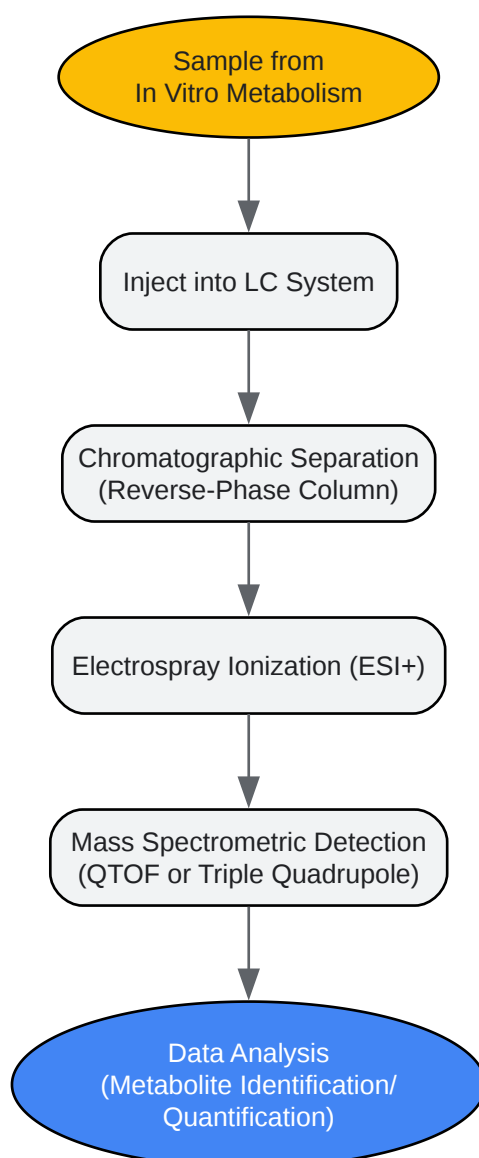 Sample from
In Vitro Metabolism
Inject into LC System
Chromatographic Separation
(Reverse-Phase Column)
Electrospray Ionization (ESI+)
Mass Spectrometric Detection
(QTOF or Triple Quadrupole)
Data Analysis
(Metabolite Identification/
Quantification)